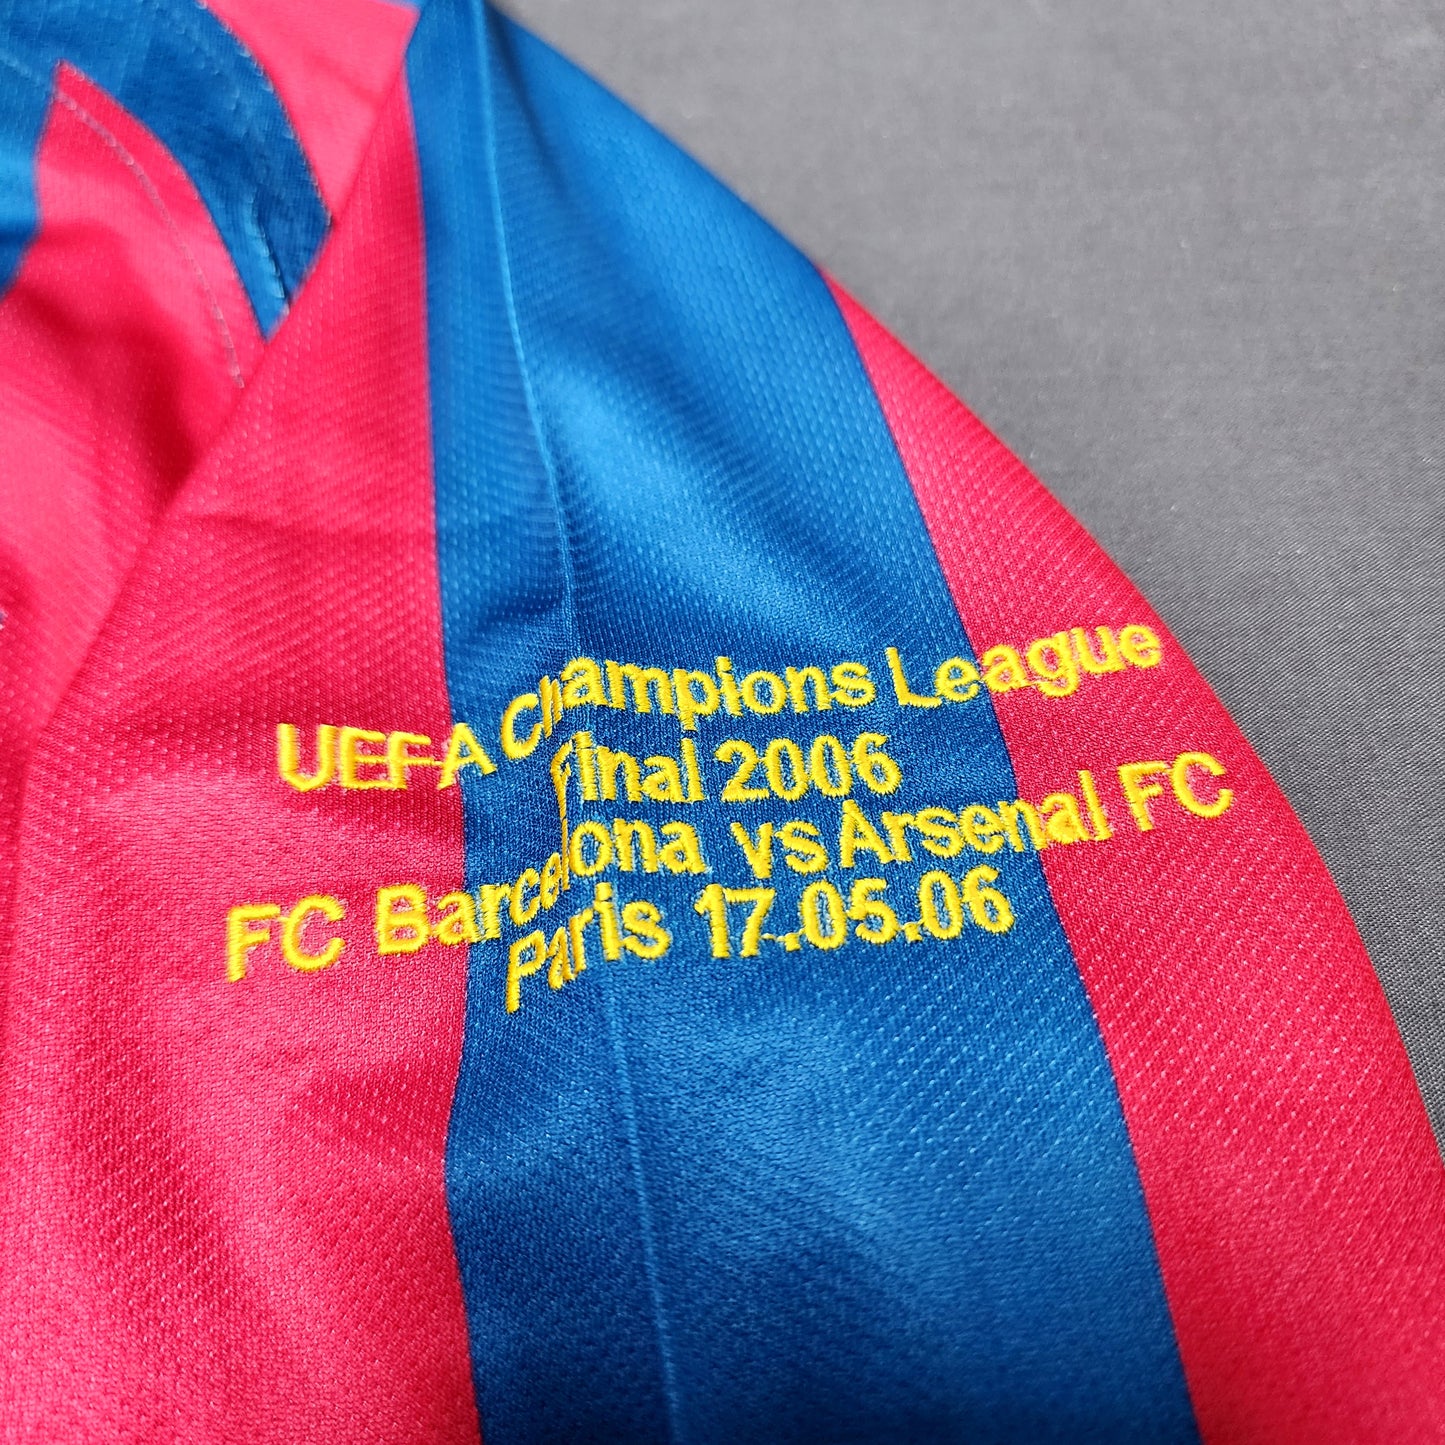 UEFA Champions League
Final 2006
FC Barcelona vs Arsenal FC
Paris 17.05.06